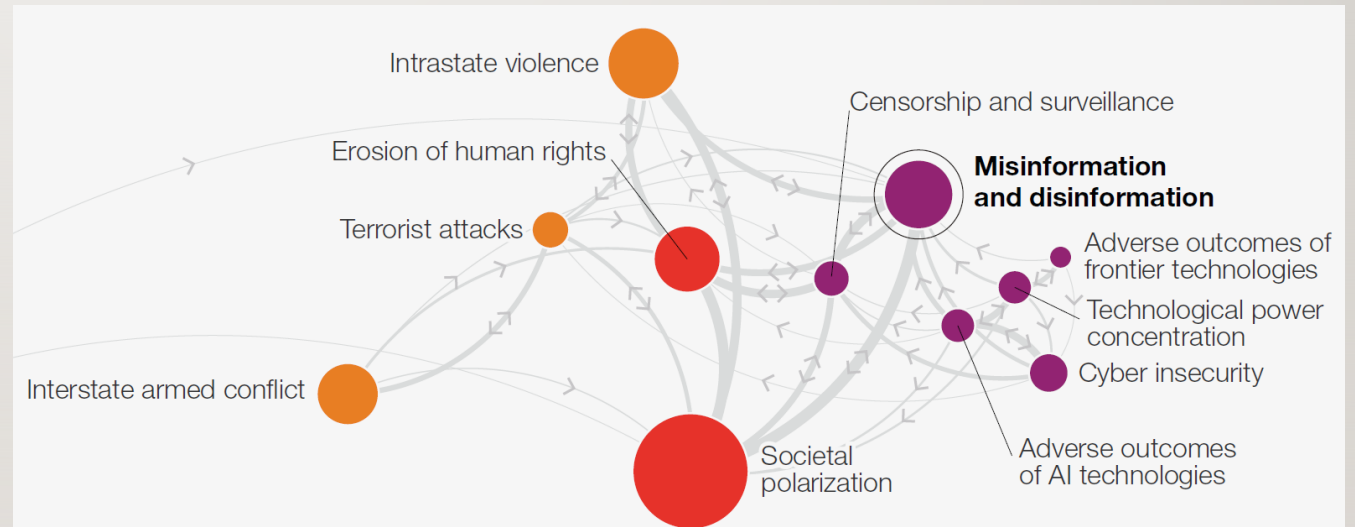 Intrastate violence
Censorship and surveillance
Erosion of human rights
Misinformation
and disinformation
Terrorist attacks
Adverse outcomes of
frontier technologies
Technological power
concentration
Interstate armed conflict
Cyber insecurity
Societal
polarization
Adverse outcomes
of AI technologies